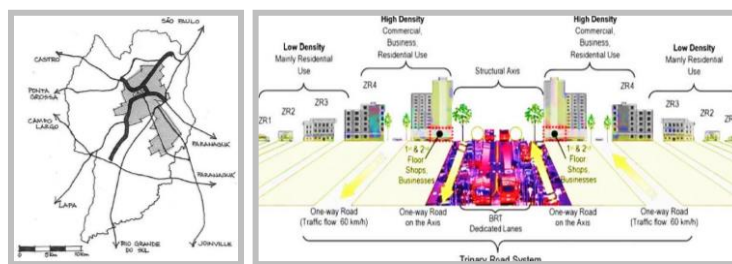 SÃO PAULO
CASTRO
PONTA
GROSSA
CAMPO
LARGO
PARANAGUÁ
LAPA
RIO GRANDE
DO SUL
JOINVILLE
High Density
Commercial,
Business,
Residential Use
High Density
Commercial,
Business,
Residential Use
Low Density
Mainly Residential
Use
Structural Axis
Low Density
Mainly Residential
Use
ZR1
ZR2
ZR3
ZR4
ZR4
ZR3
ZR2
1st & 2nd
Floor
Shops,
Businesses
1st & 2nd
Floor
Shops,
Businesses
One-way Road
(Traffic flow 60 km/h)
One-way Road
on the Axis
BRT
Dedicated Lanes
One-way Road
on the Axis
One-way Road
(Traffic flow 60 km/h)
Trinary Road System